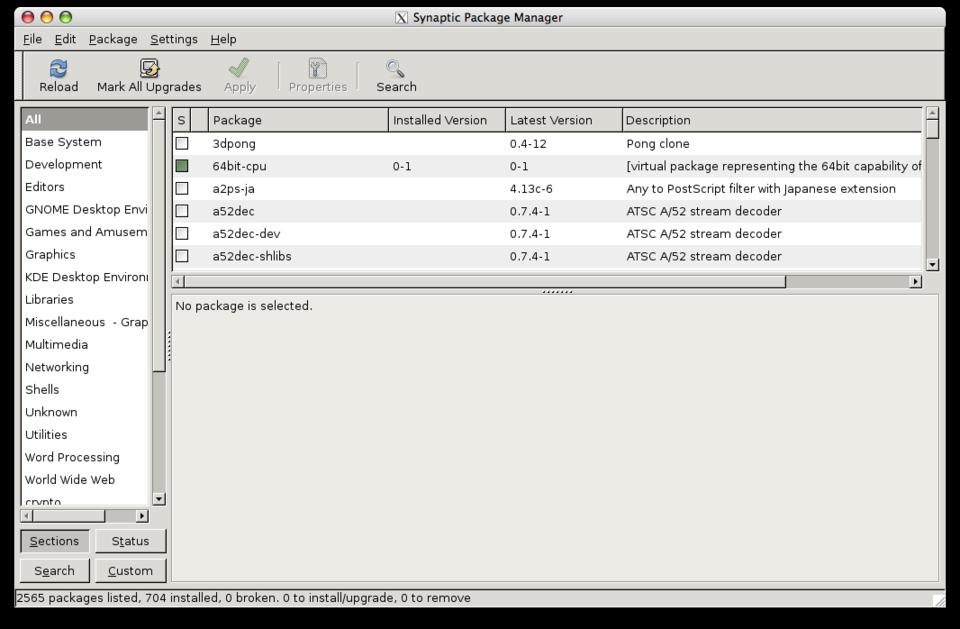 Synaptic Package Manager
File Edit Package Settings Help
Reload Mark All Upgrades Apply Properties Search
All
Base System
Development
Editors
GNOME Desktop Envi
Games and Amusem
Graphics
KDE Desktop Environ
Libraries
Miscellaneous - Grap
Multimedia
Networking
Shells
Unknown
Utilities
Word Processing
World Wide Web
crypto
Sections Status
Search Custom
S Package Installed Version Latest Version Description
3dpong 0.4-12 Pong clone
64bit-cpu 0-1 0-1 [virtual package representing the 64bit capability of
a2ps-ja 4.13c-6 Any to PostScript filter with Japanese extension
a52dec 0.7.4-1 ATSC A/52 stream decoder
a52dec-dev 0.7.4-1 ATSC A/52 stream decoder
a52dec-shlibs 0.7.4-1 ATSC A/52 stream decoder
No package is selected.
2565 packages listed, 704 installed, 0 broken. 0 to install/upgrade, 0 to remove